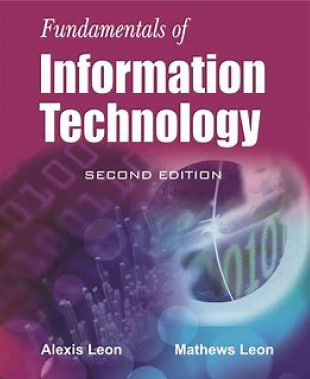 Fundamentals of
Information
Technology
SECOND EDITION
Alexis Leon Mathews Leon